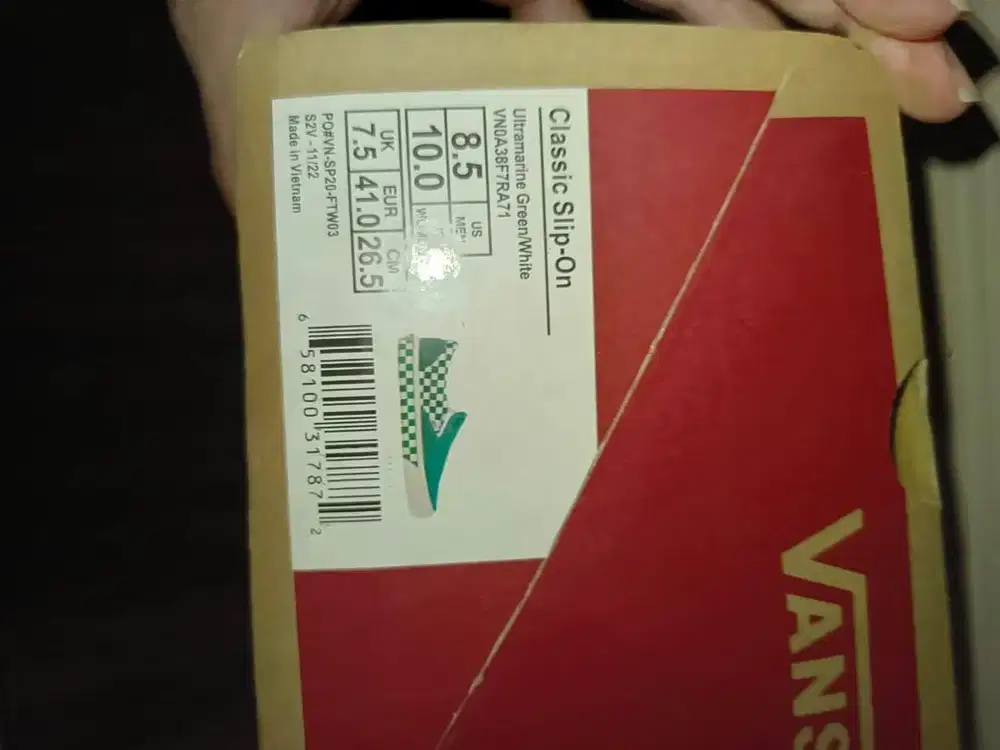 Classic Slip-On
Ultramarine Green/White
VN0A38F7RA71
8.5 US MEN
10.0
UK EUR CM
7.5 41.0 26.5
PO#VN-SP20-FTW03
S2V - 11/22
Made in Vietnam
6 58100 31787 2
VANS